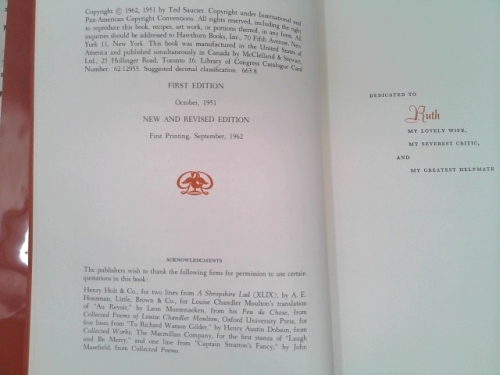 Copyright © 1962, 1951 by Ted Saucier. Copyright under International and
Pan-American Copyright Conventions. All rights reserved, including the right
to reproduce this book, recipes, art work, or portions thereof, in any form. All
inquiries should be addressed to Hawthorn Books, Inc., 70 Fifth Avenue, New
York 11, New York. This book was manufactured in the United States of
America and published simultaneously in Canada by McClelland & Stewart,
Ltd., 25 Hollinger Road, Toronto 16. Library of Congress Catalogue Card
Number: 62-12955. Suggested decimal classification: 663.8.
FIRST EDITION
October, 1951
NEW AND REVISED EDITION
First Printing, September, 1962
ACKNOWLEDGMENTS
The publishers wish to thank the following firms for permission to use certain
quotations in this book:
Henry Holt & Co., for two lines from A Shropshire Lad (XLIX), by A. E.
Housman, Little, Brown & Co., for Louise Chandler Moulton's translation
of "Au Revoir," by Leon Montenaeken, from his Peu de Chose, from
Collected Poems of Louise Chandler Moulton, Oxford University Press, for
five lines from "To Richard Watson Gilder," by Henry Austin Dobson, from
Collected Works, The Macmillan Company, for the first stanza of "Laugh
and Be Merry," and one line from "Captain Stratton's Fancy," by John
Masefield, from Collected Poems.
DEDICATED TO
Ruth
MY LOVELY WIFE,
MY SEVEREST CRITIC,
AND
MY GREATEST HELPMATE